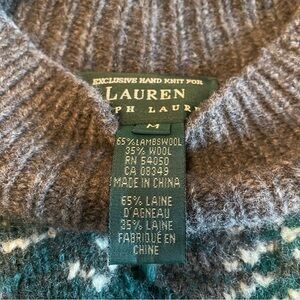 EXCLUSIVE HAND KNIT FOR
LAUREN
PH LAUR
M
65% LAMBSWOOL
35% WOOL
RN 54050
CA 08349
MADE IN CHINA
65% LAINE
D'AGNEAU
35% LAINE
FABRIQUÉ EN
CHINE